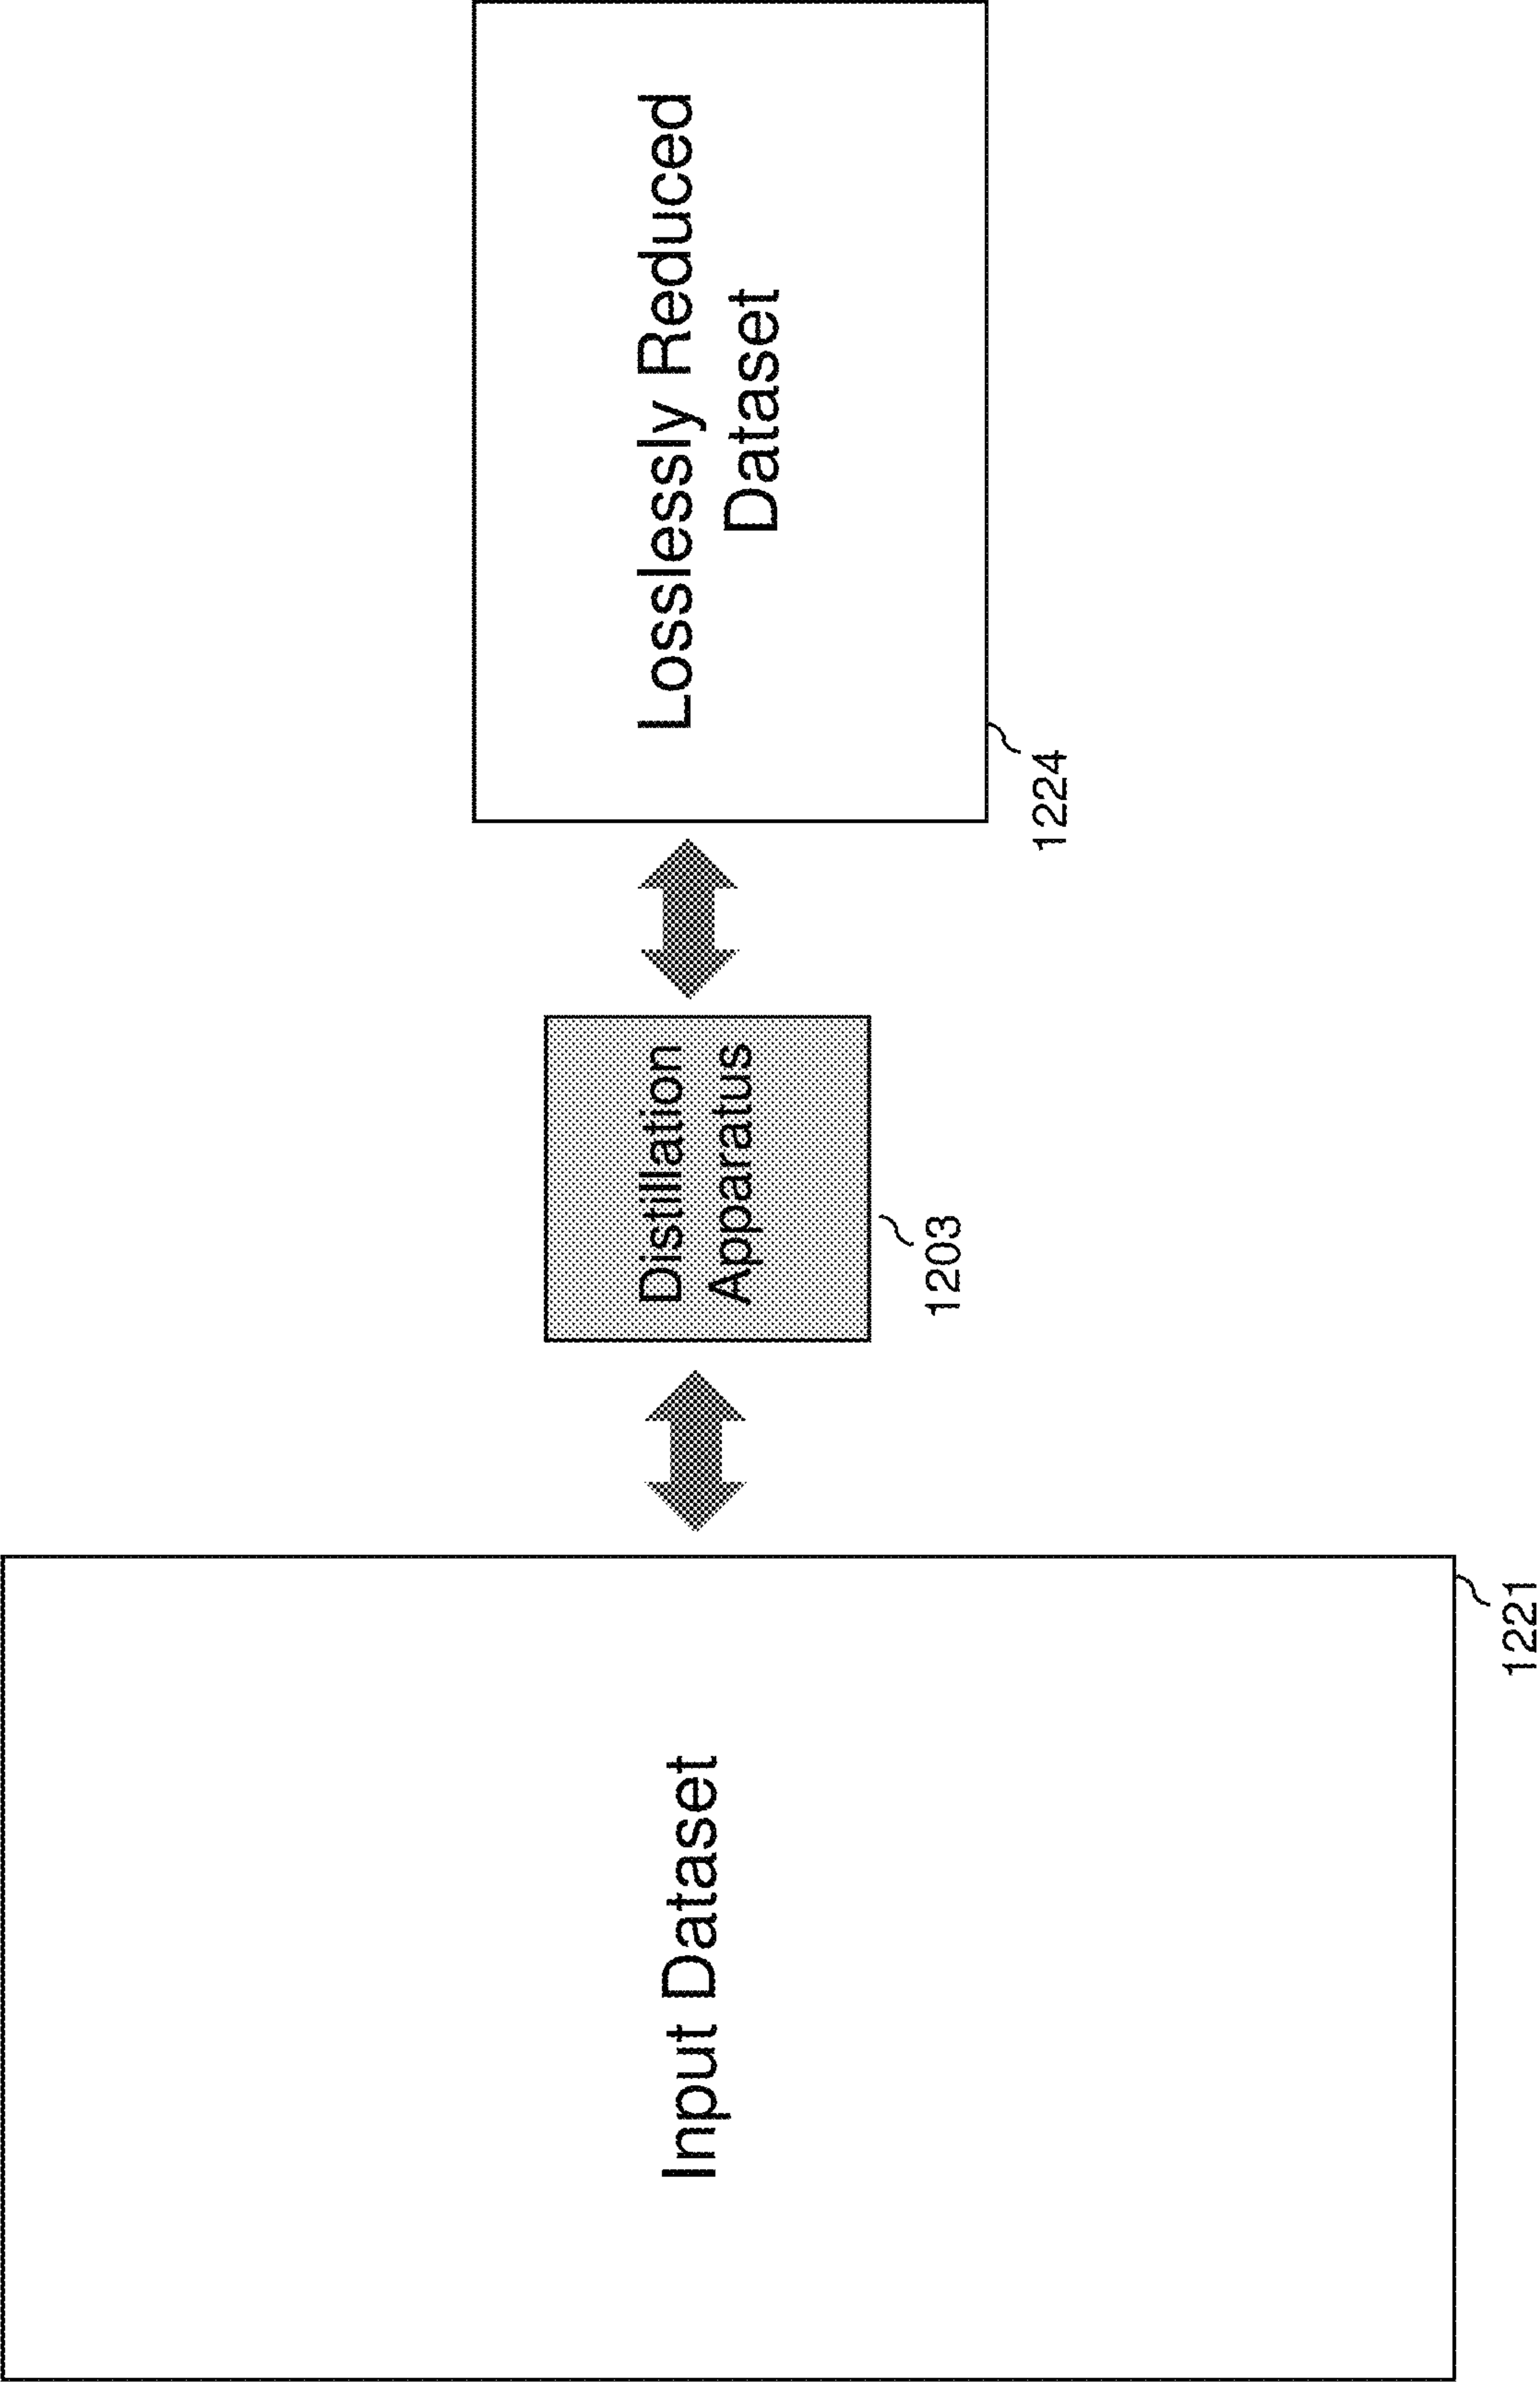 Input Dataset
1221
Distillation
Apparatus
1203
Losslessly Reduced
Dataset
1224